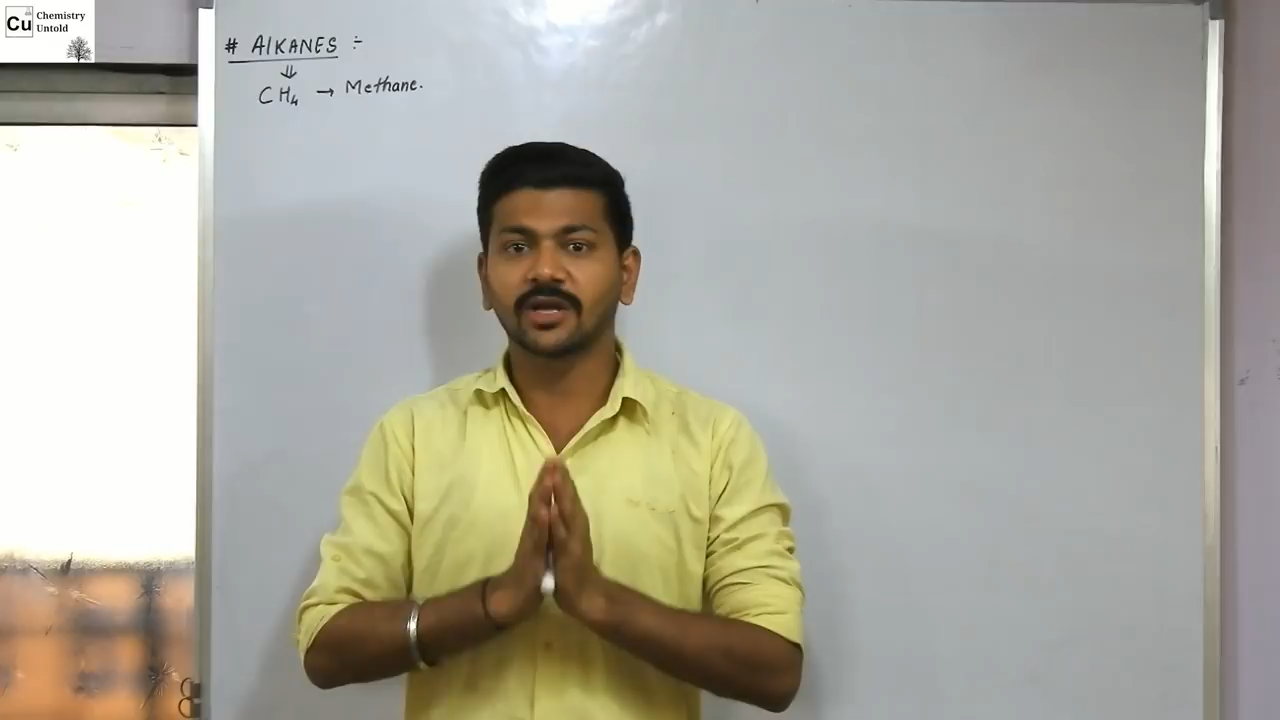 Cu Chemistry
Untold
# AlKANES :-
⇓
CH₄ → Methane.